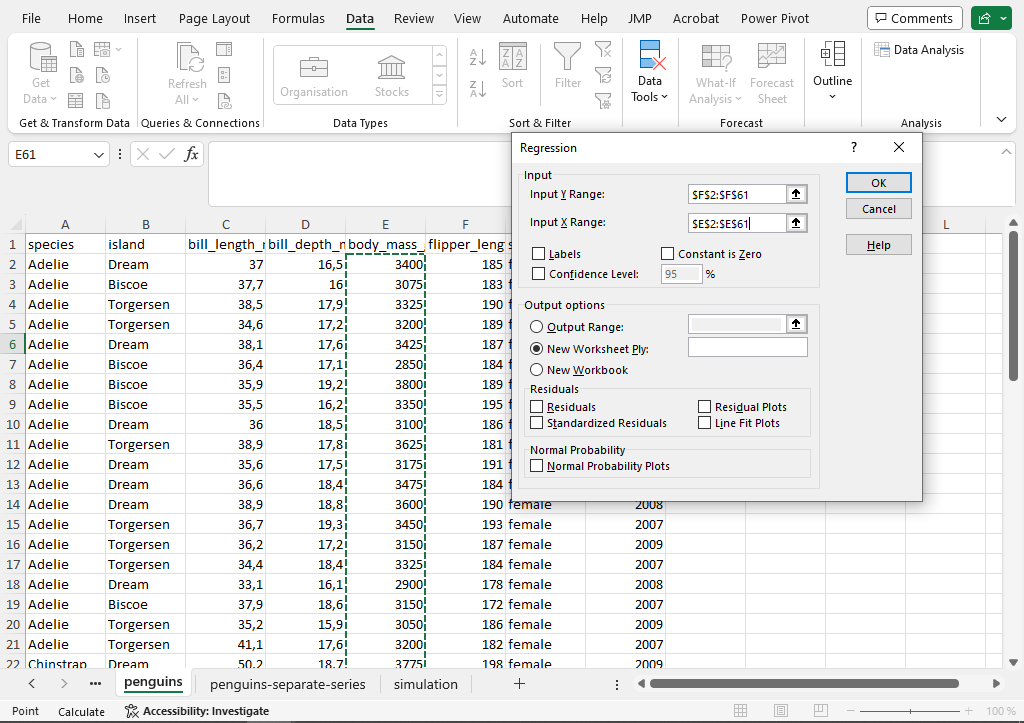 File Home Insert Page Layout Formulas Data Review View Automate Help JMP Acrobat Power Pivot Comments
Get Data
Refresh All
Organisation Stocks
Sort Filter
Data Tools
What-If Analysis Forecast Sheet
Outline
Data Analysis
Get & Transform Data Queries & Connections Data Types Sort & Filter Forecast Analysis
E61 fx
Regression ? 
Input
Input Y Range: $F$2:$F$61
Input X Range: $E$2:$E$61
Labels Constant is Zero
Confidence Level: 95 %
Output options
Output Range:
New Worksheet Ply:
New Workbook
Residuals
Residuals Residual Plots
Standardized Residuals Line Fit Plots
Normal Probability
Normal Probability Plots
OK
Cancel
Help
A B C D E F L
1 species island bill_length_ bill_depth_ body_mass_ flipper_leng
2 Adelie Dream 37 16,5 3400 185
3 Adelie Biscoe 37,7 16 3075 183
4 Adelie Torgersen 38,5 17,9 3325 190
5 Adelie Torgersen 34,6 17,2 3200 189
6 Adelie Dream 38,1 17,6 3425 187
7 Adelie Biscoe 36,4 17,1 2850 184
8 Adelie Biscoe 35,9 19,2 3800 189
9 Adelie Biscoe 35,5 16,2 3350 195
10 Adelie Dream 36 18,5 3100 186
11 Adelie Torgersen 38,9 17,8 3625 181
12 Adelie Dream 35,6 17,5 3175 191
13 Adelie Dream 36,6 18,4 3475 184
14 Adelie Dream 38,9 18,8 3600 190 female 2008
15 Adelie Torgersen 36,7 19,3 3450 193 female 2007
16 Adelie Torgersen 36,2 17,2 3150 187 female 2009
17 Adelie Torgersen 34,4 18,4 3325 184 female 2007
18 Adelie Dream 33,1 16,1 2900 178 female 2008
19 Adelie Biscoe 37,9 18,6 3150 172 female 2007
20 Adelie Torgersen 35,2 15,9 3050 186 female 2009
21 Adelie Torgersen 41,1 17,6 3200 182 female 2007
22 Chinstrap Dream 50,2 18,7 3775 198 female 2009
penguins penguins-separate-series simulation
Point Calculate Accessibility: Investigate 100 %